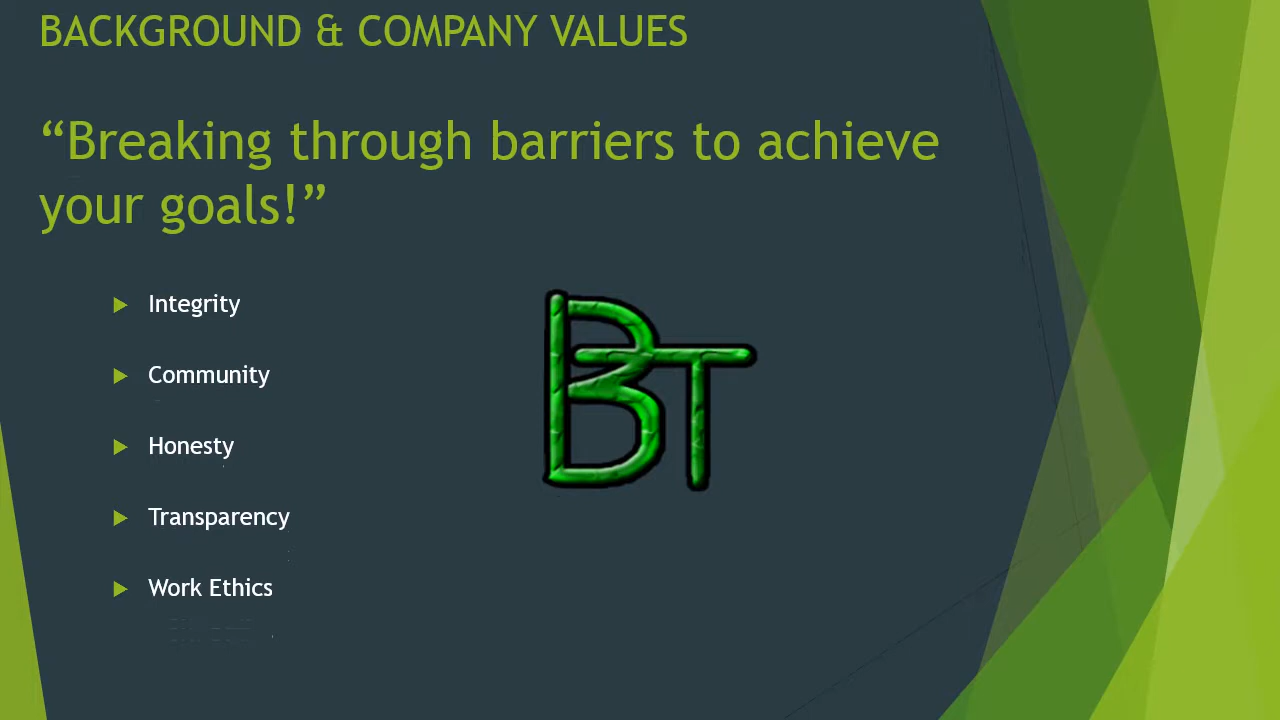 BACKGROUND & COMPANY VALUES
“Breaking through barriers to achieve
your goals!”
Integrity
Community
Honesty
Transparency
Work Ethics
BT